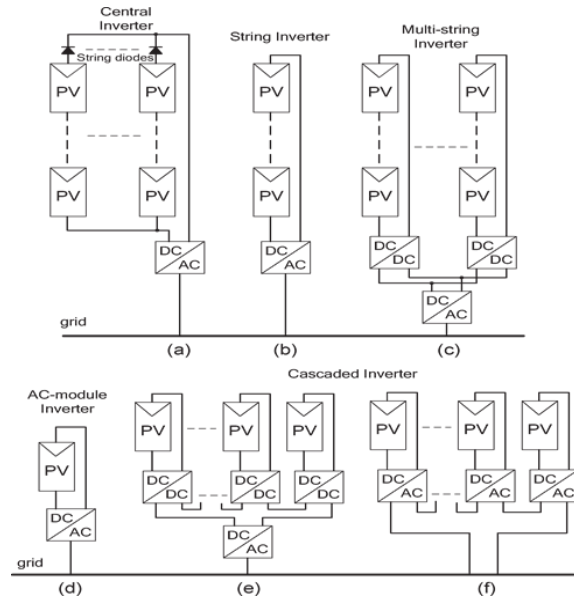 Central
Inverter
String Inverter
Multi-string
Inverter
String diodes
PV PV PV PV PV
PV PV PV PV PV
DC DC
DC DC
DC DC
AC AC
DC
AC
grid
(a) (b) (c)
Cascaded Inverter
AC-module
Inverter
PV PV PV PV PV PV
PV
DC DC DC DC DC DC
DC DC DC AC AC AC
DC DC
AC AC
grid
(d) (e) (f)